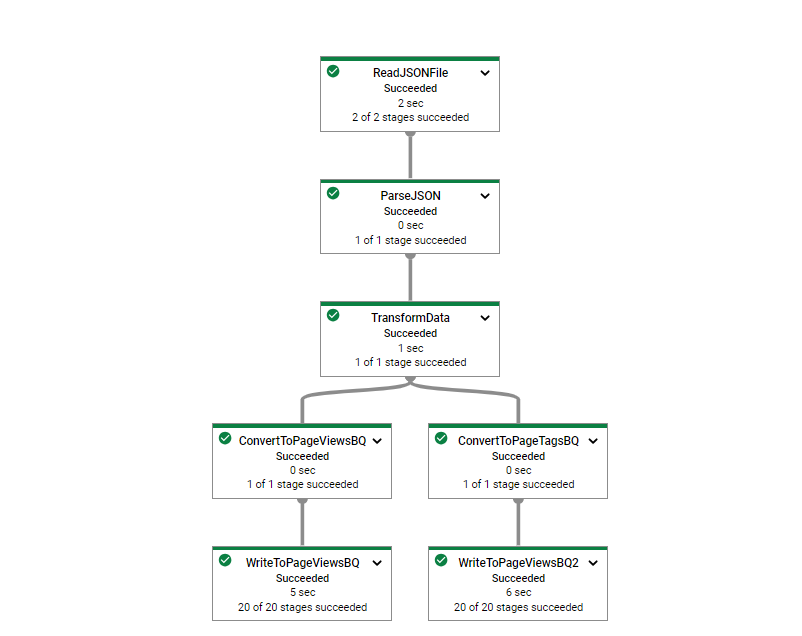 ReadJSONFile
Succeeded
2 sec
2 of 2 stages succeeded
ParseJSON
Succeeded
0 sec
1 of 1 stage succeeded
TransformData
Succeeded
1 sec
1 of 1 stage succeeded
ConvertToPageViewsBQ
Succeeded
0 sec
1 of 1 stage succeeded
ConvertToPageTagsBQ
Succeeded
0 sec
1 of 1 stage succeeded
WriteToPageViewsBQ
Succeeded
5 sec
20 of 20 stages succeeded
WriteToPageViewsBQ2
Succeeded
6 sec
20 of 20 stages succeeded